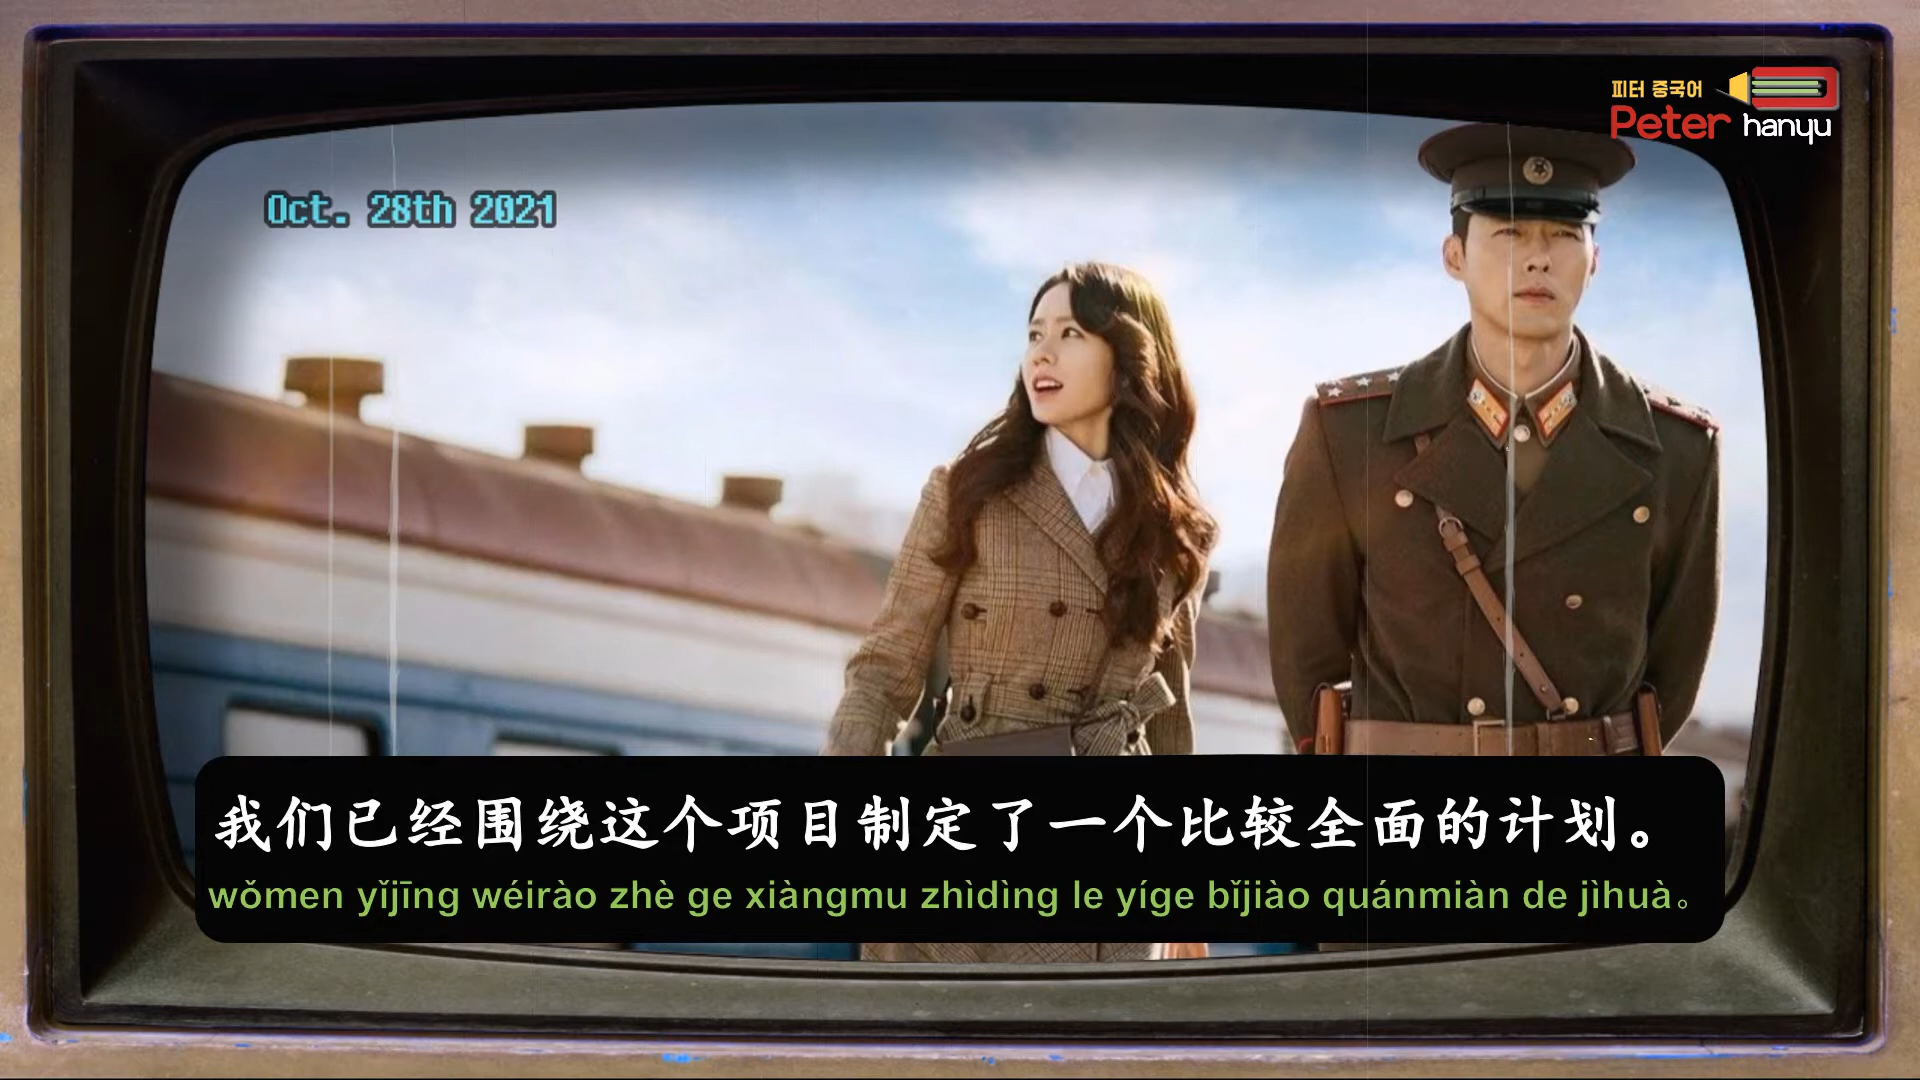 피터 중국어
Peter hanyu
Oct. 28th 2021
我们已经围绕这个项目制定了一个比较全面的计划。
wǒmen yǐjīng wéirào zhè ge xiàngmu zhìdìng le yíge bǐjiào quánmiàn de jìhuà。